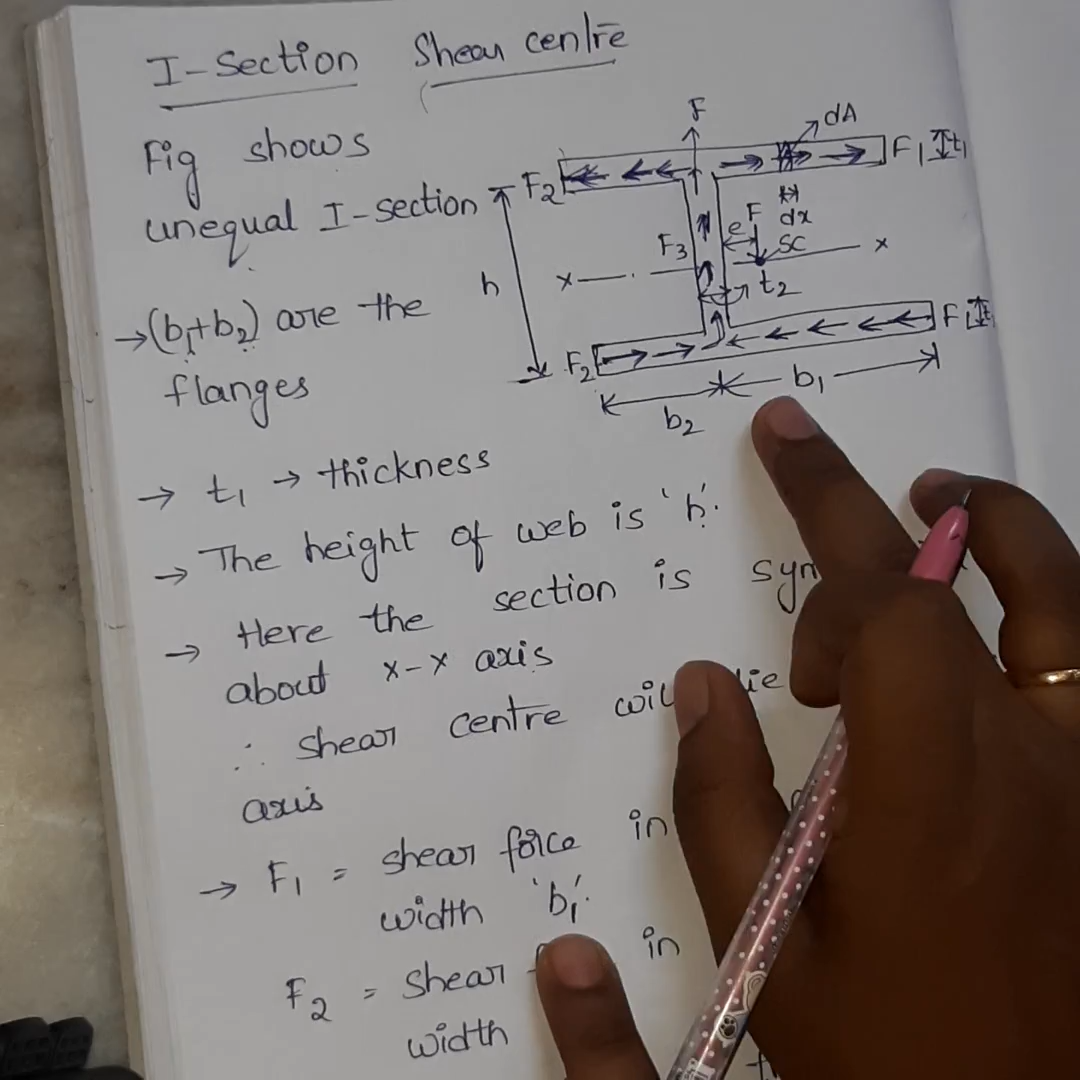 I-Section Shear centre
Fig shows
unequal I-section
→(b₁+b₂) are the
flanges
→ t₁ → thickness
→ The height of web is 'h'.
→ Here the section is
about x-x axis
∴ shear centre
axis
→ F₁ = shear force in
width 'b₁'.
F₂ = shear in
width
F
dA
F₂
F₁
t₁
dx
h
F₃
e
F
SC
x
x
t₂
F₂
F₁
t₁
b₂
b₁